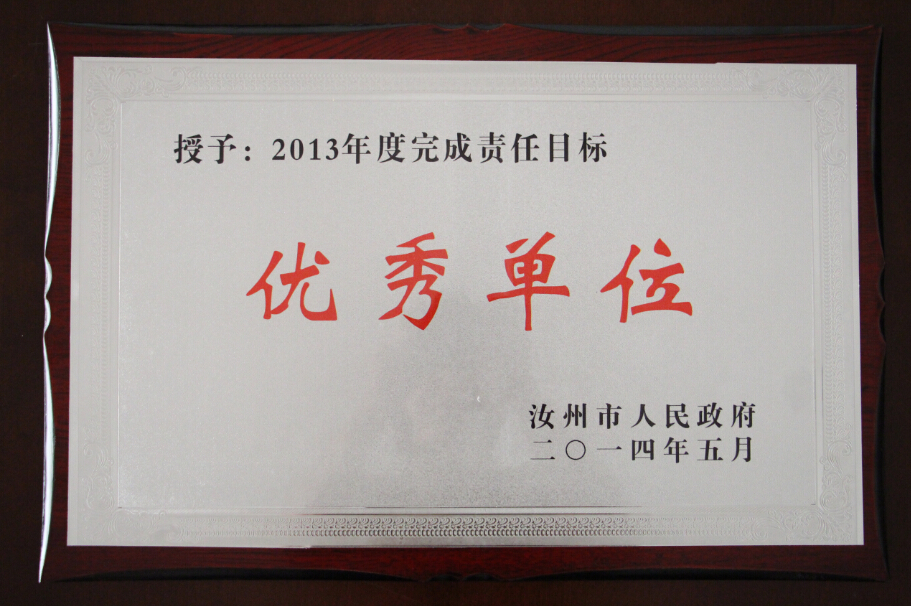 授予：2013年度完成责任目标
优秀单位
汝州市人民政府
二〇一四年五月